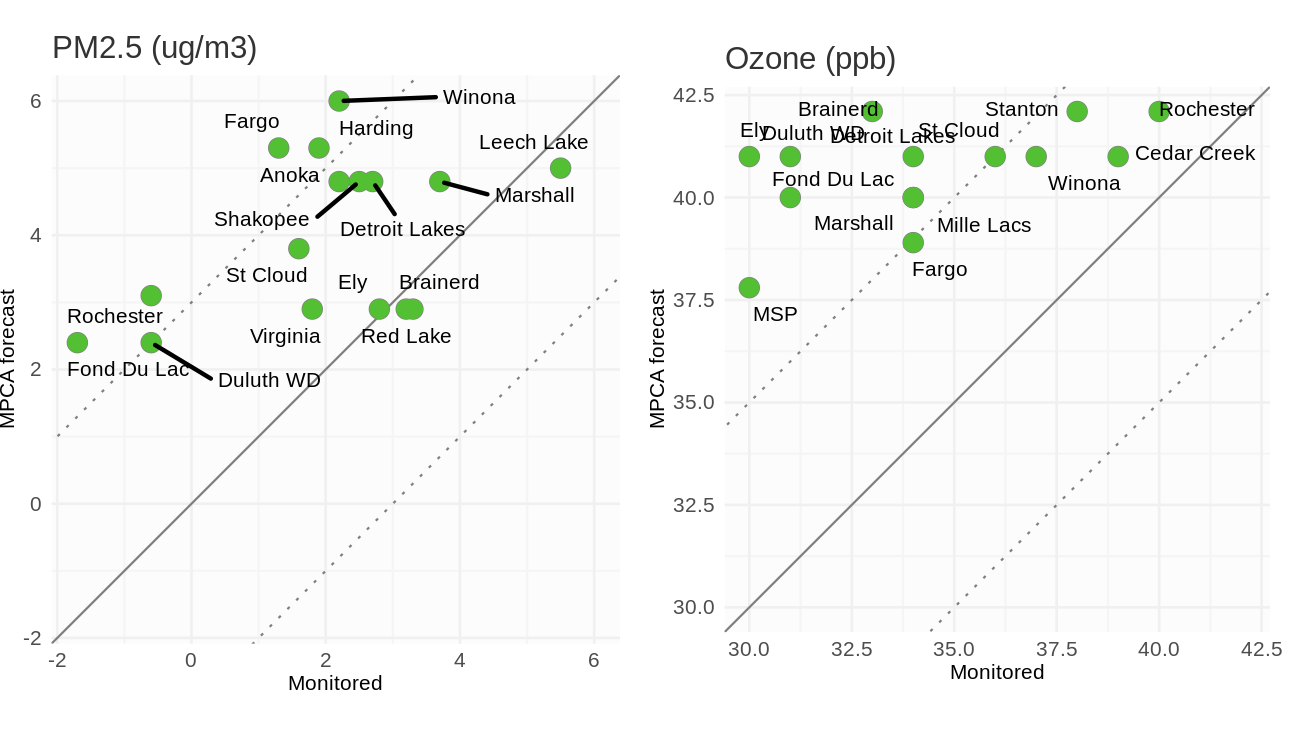 PM2.5 (ug/m3)
6
4
2
0
-2
-2
0
2
4
6
MPCA forecast
Monitored
Winona
Fargo
Harding
Leech Lake
Anoka
Marshall
Shakopee
Detroit Lakes
St Cloud
Ely
Brainerd
Rochester
Virginia
Red Lake
Fond Du Lac
Duluth WD
Ozone (ppb)
42.5
40.0
37.5
35.0
32.5
30.0
30.0
32.5
35.0
37.5
40.0
42.5
MPCA forecast
Monitored
Brainerd
Stanton
Rochester
Ely
Duluth WD
Detroit Lakes
St Cloud
Cedar Creek
Fond Du Lac
Winona
Marshall
Mille Lacs
Fargo
MSP